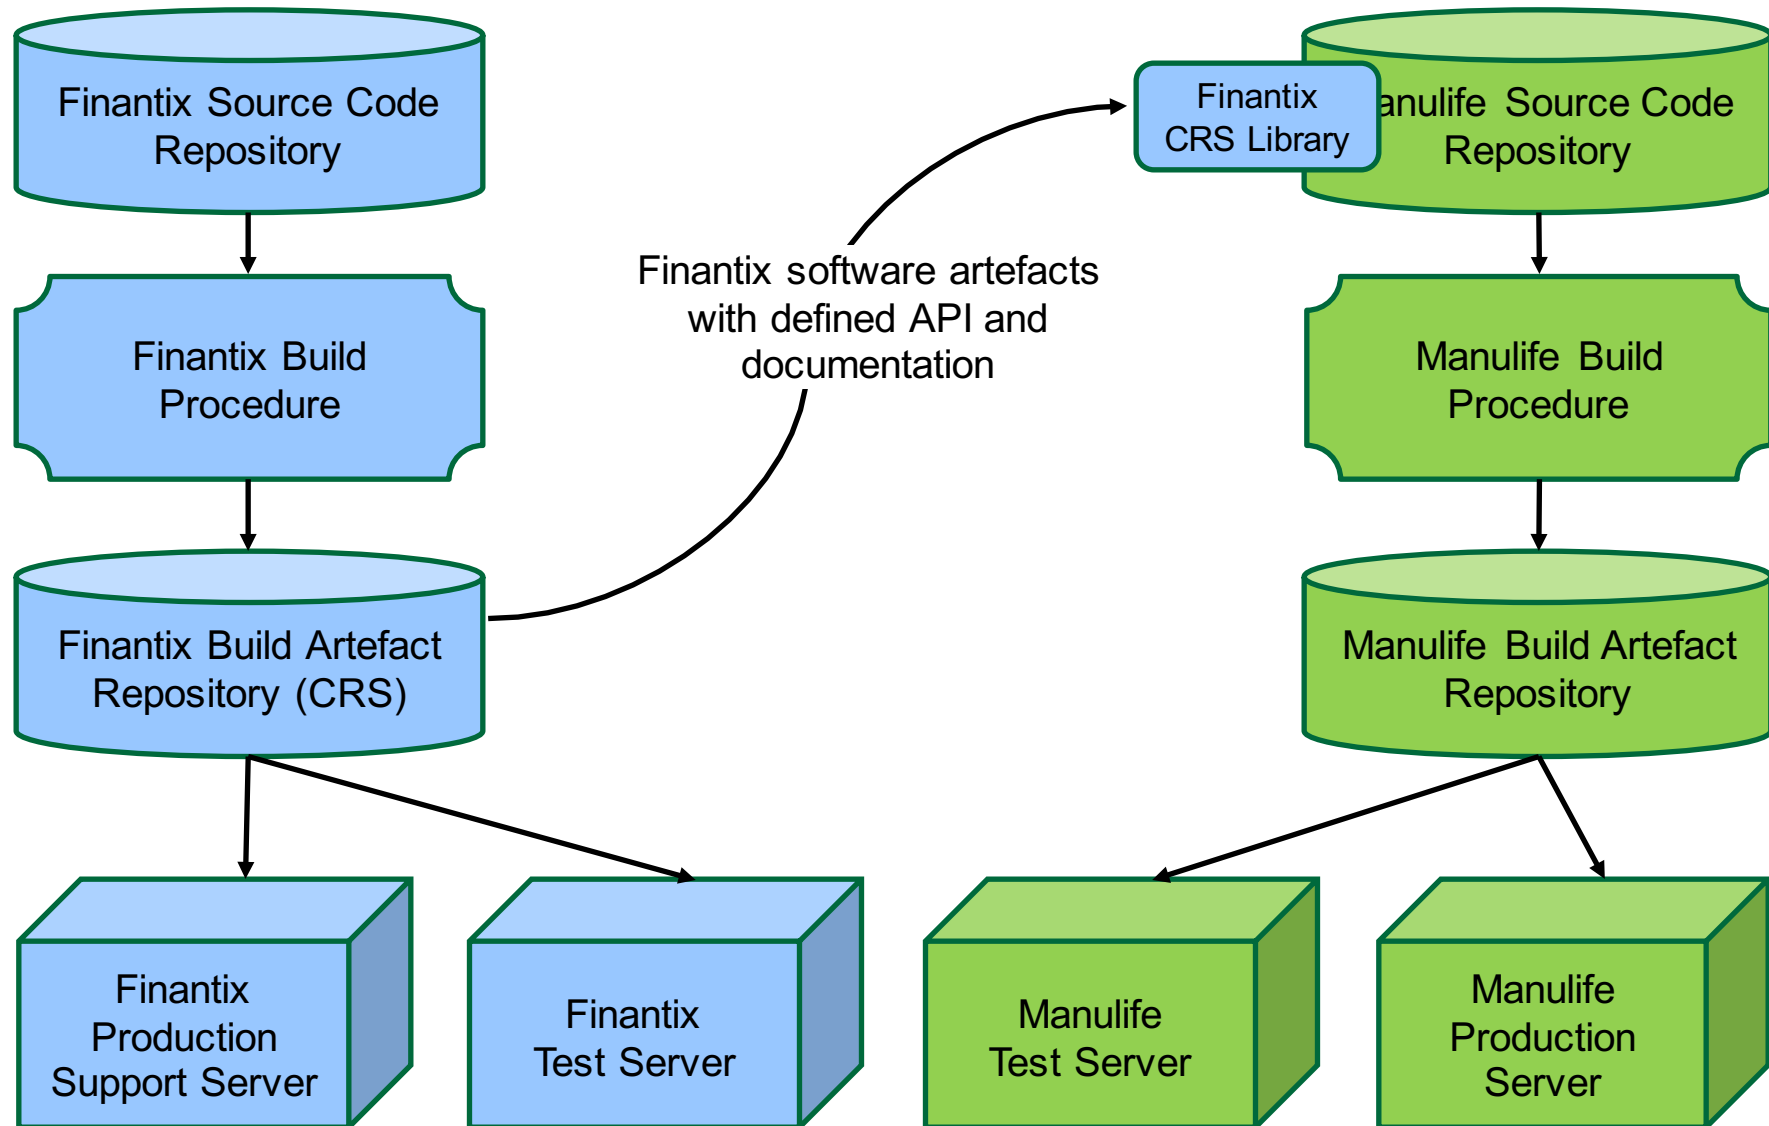 Finantix Source Code
Repository
Finantix
CRS Library
anulife Source Code
Repository
Finantix software artefacts
with defined API and
documentation
Finantix Build
Procedure
Manulife Build
Procedure
Finantix Build Artefact
Repository (CRS)
Manulife Build Artefact
Repository
Finantix
Production
Support Server
Finantix
Test Server
Manulife
Test Server
Manulife
Production
Server